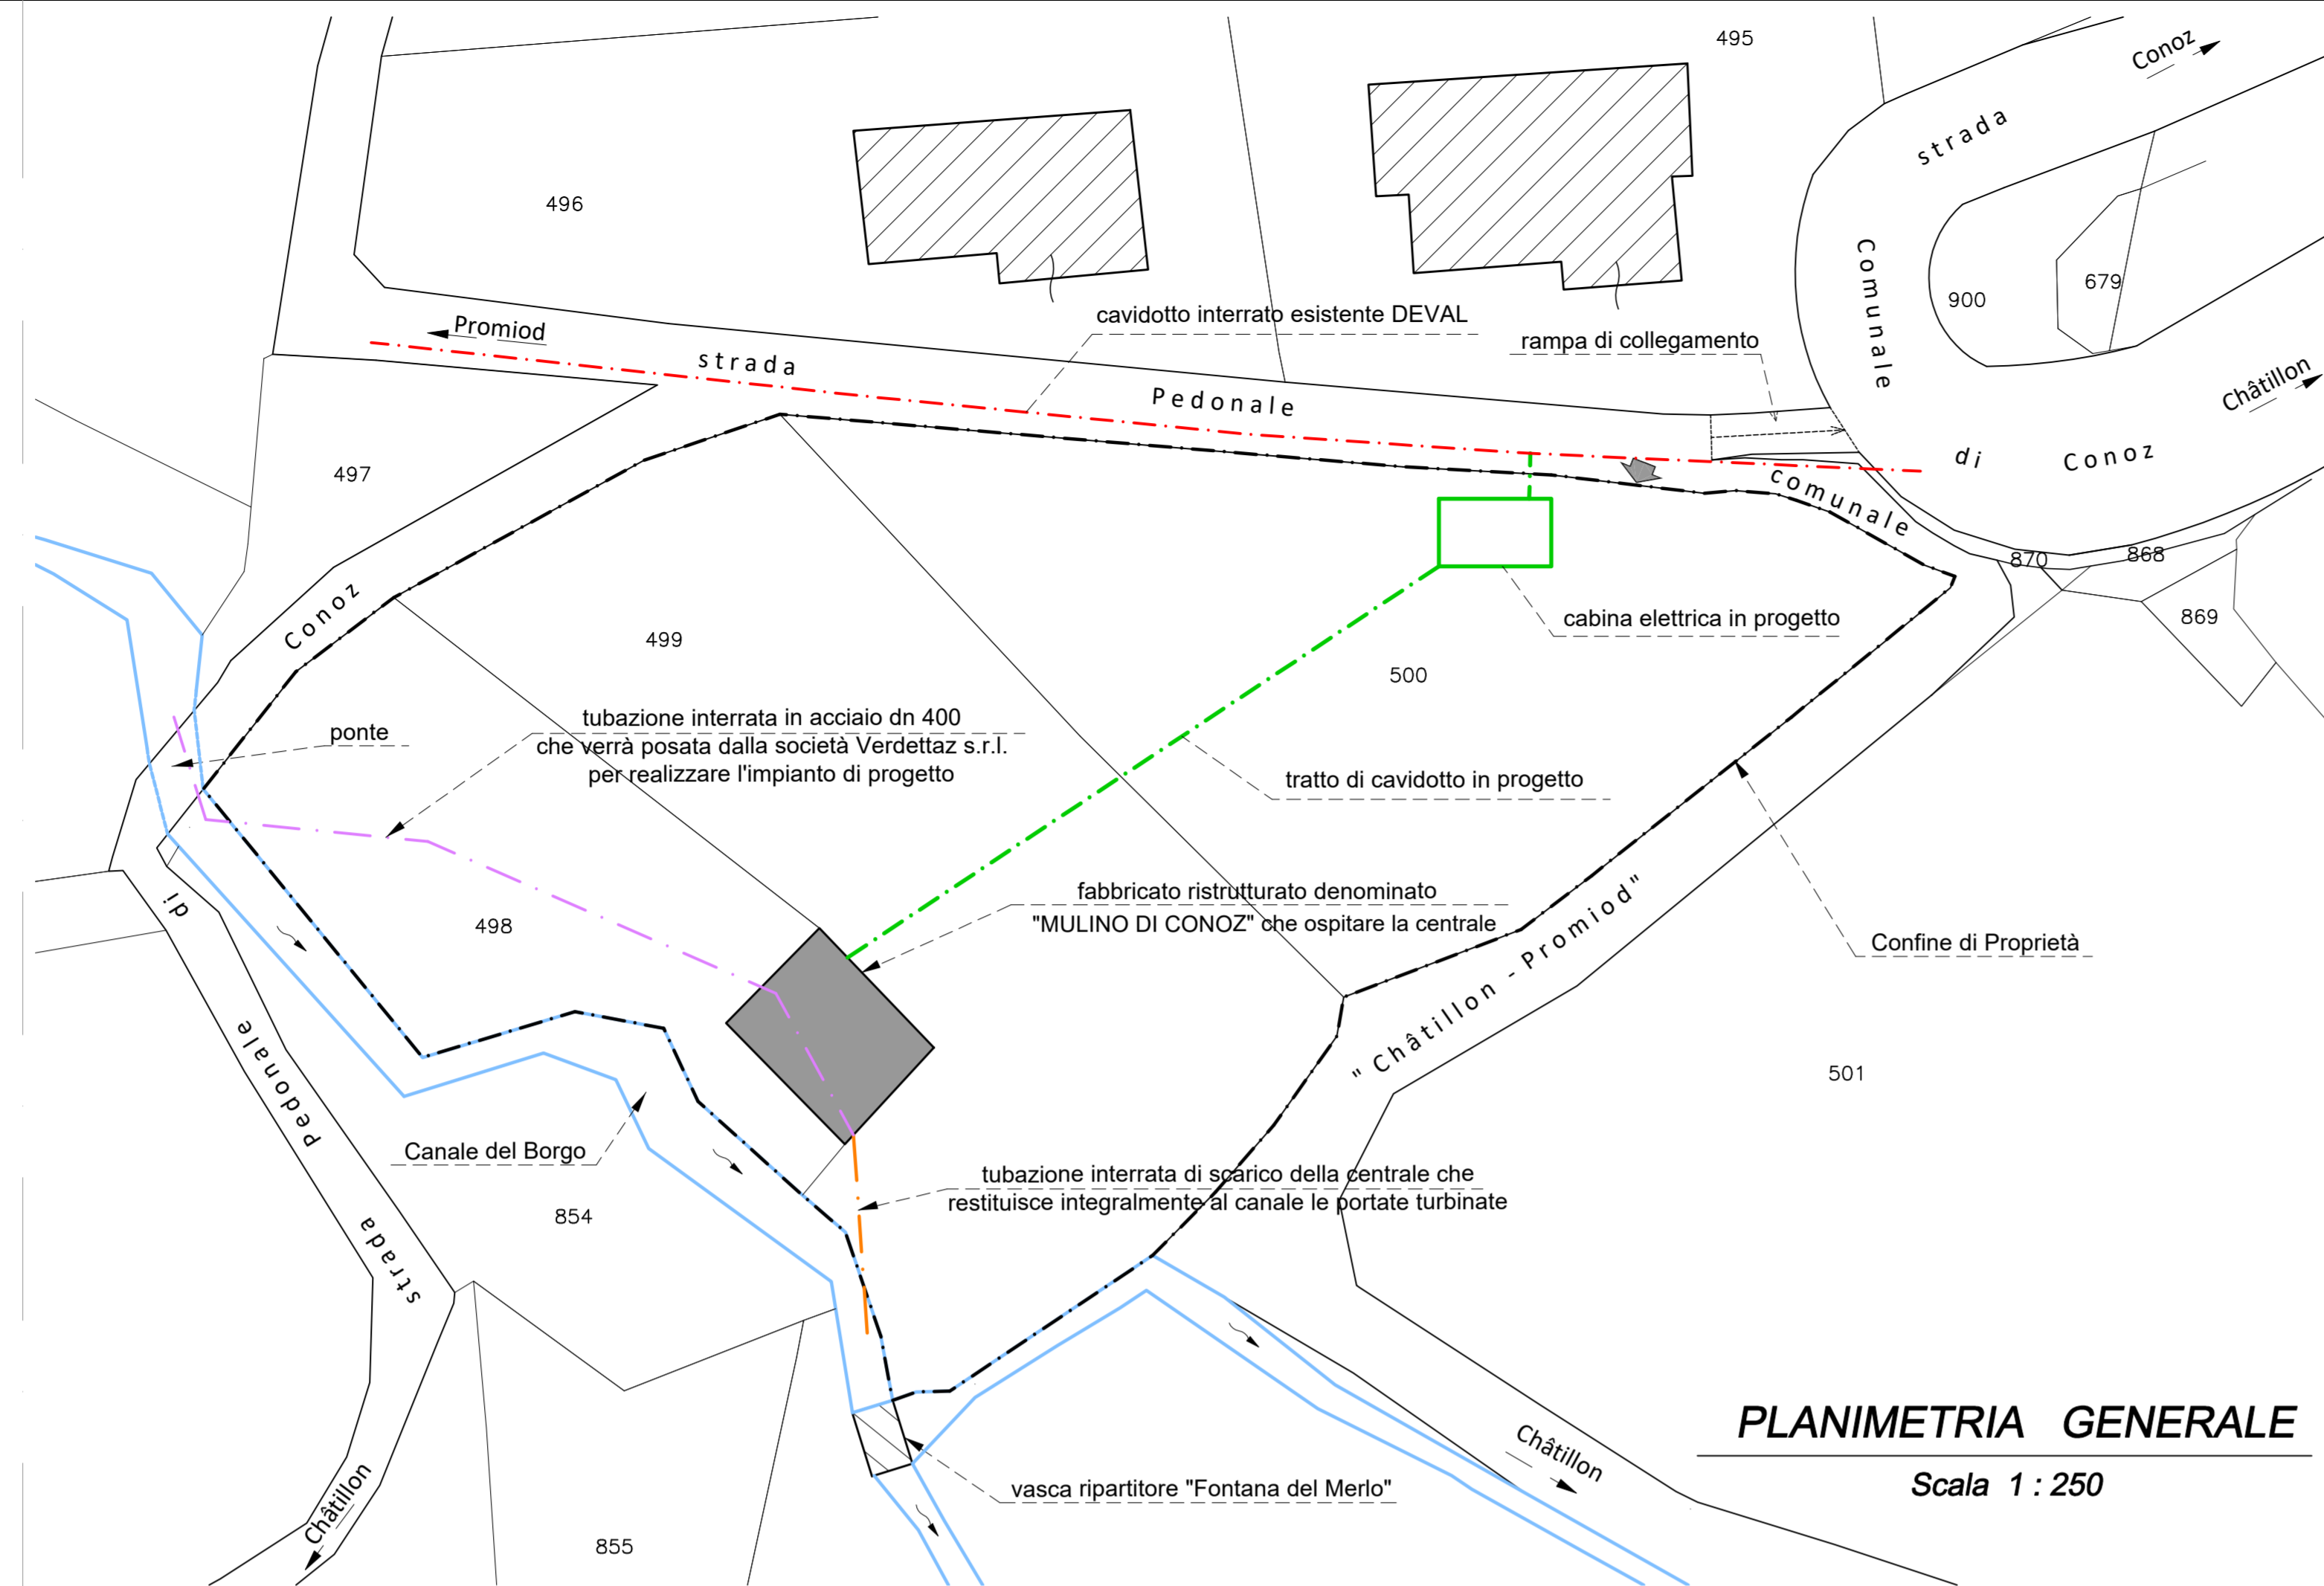 495
Conoz
strada
496
Comunale
900
679
cavidotto interrato esistente DEVAL
Promiod
rampa di collegamento
strada
Pedonale
comunale
Châtillon
di Conoz
497
870
868
869
Conoz
499
cabina elettrica in progetto
500
ponte
tubazione interrata in acciaio dn 400
che verrà posata dalla società Verdettaz s.r.l.
per realizzare l'impianto di progetto
tratto di cavidotto in progetto
di
498
fabbricato ristrutturato denominato
"MULINO DI CONOZ" che ospitare la centrale
"Châtillon - Promiod"
Confine di Proprietà
Pedonale
501
Canale del Borgo
tubazione interrata di scarico della centrale che
restituisce integralmente al canale le portate turbinate
854
strada
Châtillon
vasca ripartitore "Fontana del Merlo"
Châtillon
855
PLANIMETRIA GENERALE
Scala 1 : 250